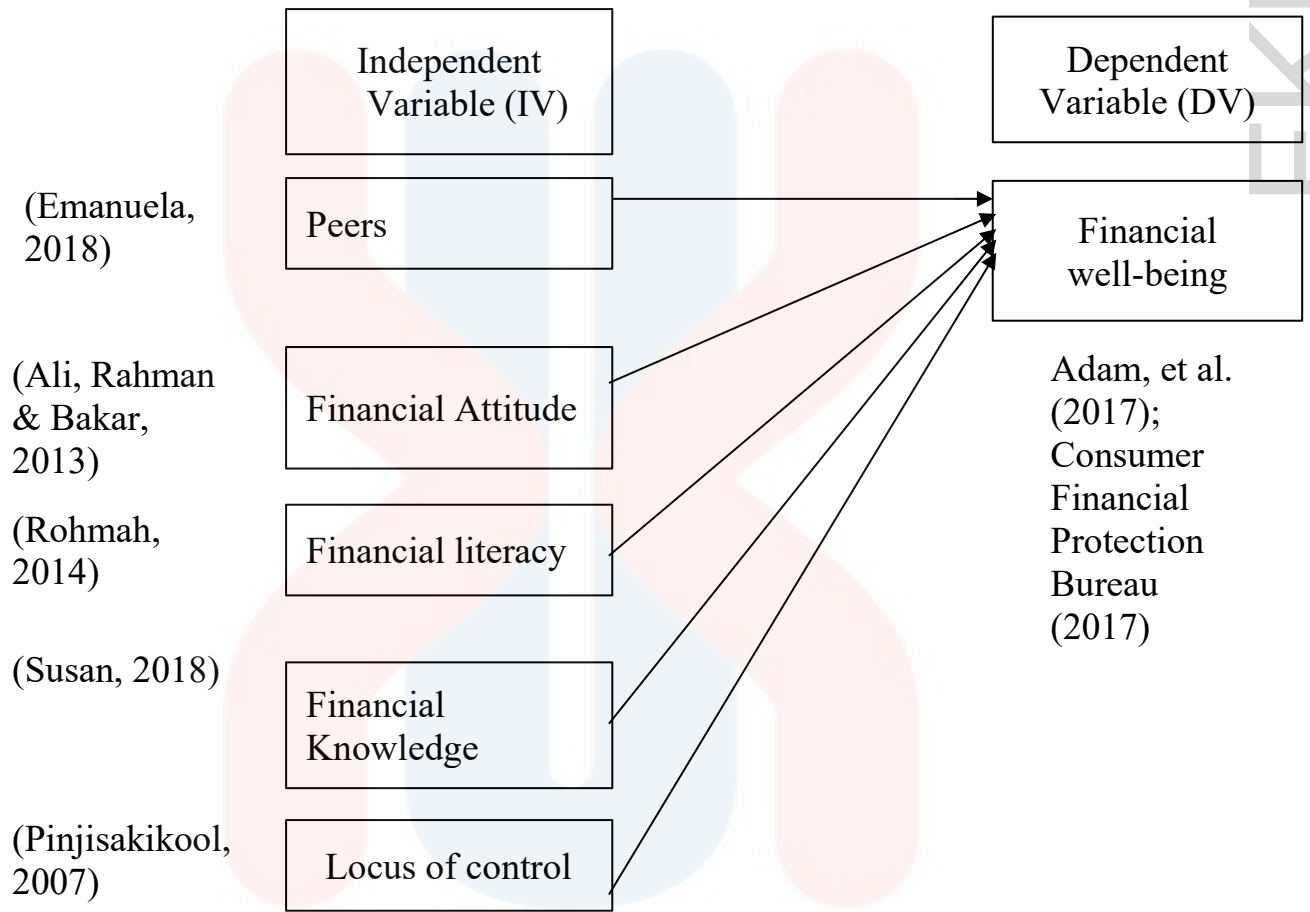 Independent
Variable (IV)
Dependent
Variable (DV)
(Emanuela,
2018)
Peers
Financial
well-being
(Ali, Rahman
& Bakar,
2013)
Financial Attitude
Adam, et al.
(2017);
Consumer
Financial
Protection
Bureau
(2017)
(Rohmah,
2014)
Financial literacy
(Susan, 2018)
Financial
Knowledge
(Pinjisakikool,
2007)
Locus of control